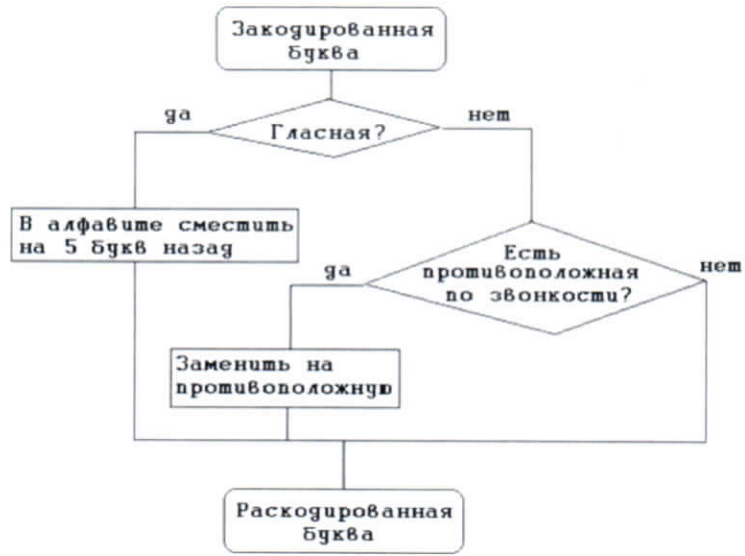 Закодированная
буква
да
нет
Гласная?
В алфавите сместить
на 5 букв назад
Есть
противоположная
по звонкости?
да
нет
Заменить на
противоположную
Раскодированная
буква